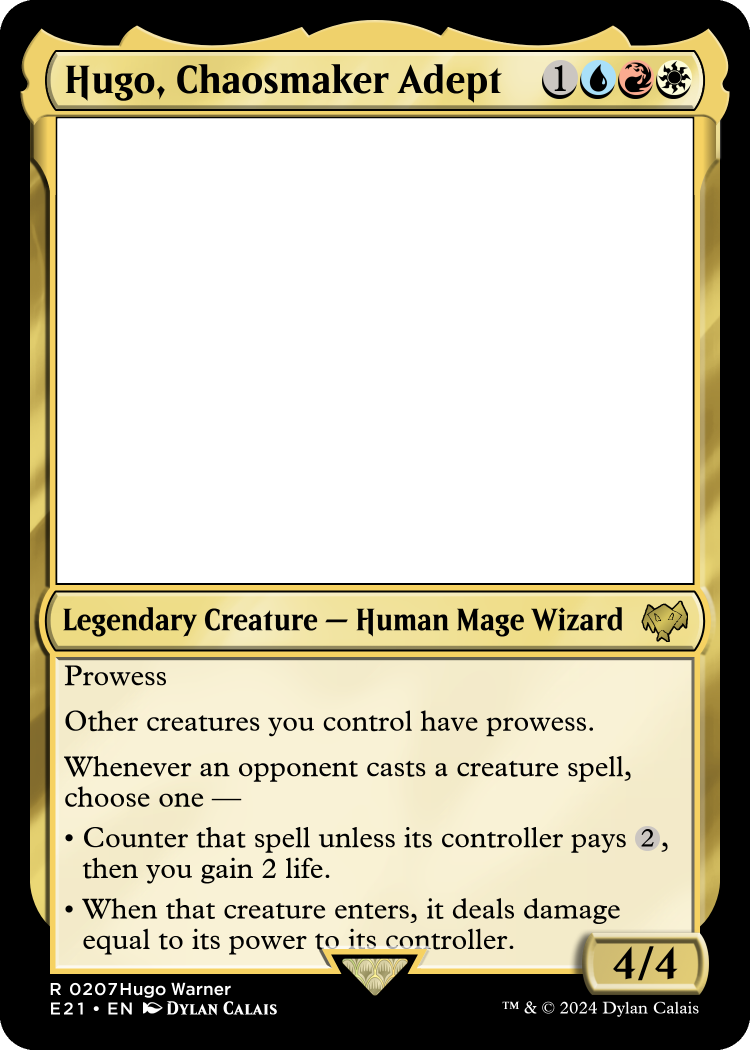 Hugo, Chaosmaker Adept 1
Legendary Creature — Human Mage Wizard
Prowess
Other creatures you control have prowess.
Whenever an opponent casts a creature spell,
choose one —
• Counter that spell unless its controller pays 2,
then you gain 2 life.
• When that creature enters, it deals damage
equal to its power to its controller.
4/4
R 0207Hugo Warner
E21 • EN DYLAN CALAIS
™ & © 2024 Dylan Calais